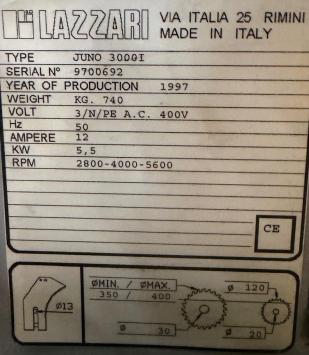 LAZZARI
VIA ITALIA 25 RIMINI
MADE IN ITALY
TYPE JUNO 300GI
SERIAL N° 9700692
YEAR OF PRODUCTION 1997
WEIGHT KG. 740
VOLT 3/N/PE A.C. 400V
Hz 50
AMPERE 12
KW 5,5
RPM 2800-4000-5600
CE
Ø13
ØMIN. / ØMAX.
350 / 400
Ø 120
Ø 30
Ø 20